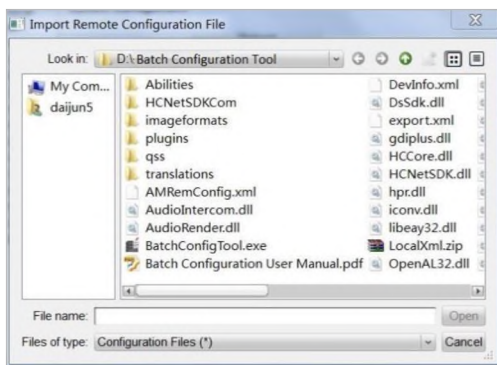 Import Remote Configuration File
Look in: D:\ Batch Configuration Tool
My Com...
daijun5
Abilities
HCNetSDKCom
imageformats
plugins
qss
translations
AMRemConfig.xml
AudioIntercom.dll
AudioRender.dll
BatchConfigTool.exe
Batch Configuration User Manual.pdf
DevInfo.xml
DsSdk.dll
export.xml
gdiplus.dll
HCCore.dll
HCNetSDK.dll
hpr.dll
iconv.dll
libeay32.dll
LocalXml.zip
OpenAL32.dll
File name:
Open
Files of type: Configuration Files (*)
Cancel